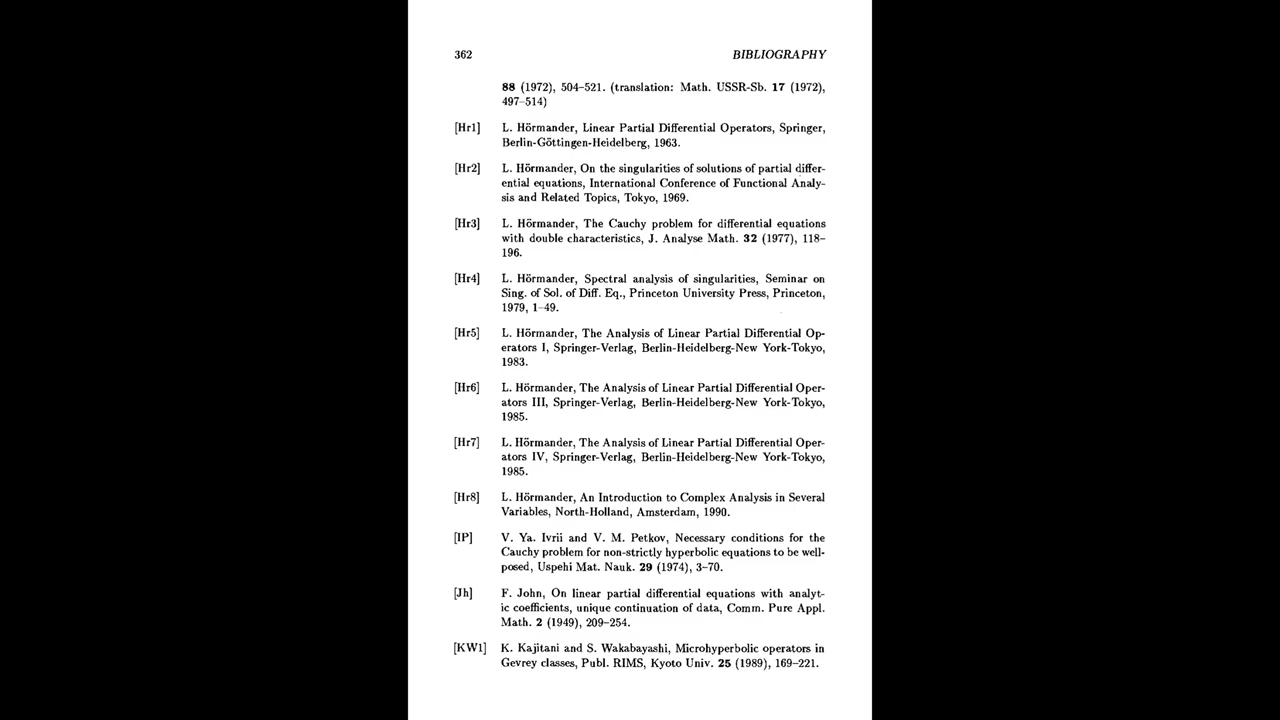 362 BIBLIOGRAPHY
88 (1972), 504–521. (translation: Math. USSR-Sb. 17 (1972),
497–514)
[Hr1] L. Hörmander, Linear Partial Differential Operators, Springer,
Berlin-Göttingen-Heidelberg, 1963.
[Hr2] L. Hörmander, On the singularities of solutions of partial differ-
ential equations, International Conference of Functional Analy-
sis and Related Topics, Tokyo, 1969.
[Hr3] L. Hörmander, The Cauchy problem for differential equations
with double characteristics, J. Analyse Math. 32 (1977), 118–
196.
[Hr4] L. Hörmander, Spectral analysis of singularities, Seminar on
Sing. of Sol. of Diff. Eq., Princeton University Press, Princeton,
1979, 1–49.
[Hr5] L. Hörmander, The Analysis of Linear Partial Differential Op-
erators I, Springer-Verlag, Berlin-Heidelberg-New York-Tokyo,
1983.
[Hr6] L. Hörmander, The Analysis of Linear Partial Differential Oper-
ators III, Springer-Verlag, Berlin-Heidelberg-New York-Tokyo,
1985.
[Hr7] L. Hörmander, The Analysis of Linear Partial Differential Oper-
ators IV, Springer-Verlag, Berlin-Heidelberg-New York-Tokyo,
1985.
[Hr8] L. Hörmander, An Introduction to Complex Analysis in Several
Variables, North-Holland, Amsterdam, 1990.
[IP] V. Ya. Ivrii and V. M. Petkov, Necessary conditions for the
Cauchy problem for non-strictly hyperbolic equations to be well-
posed, Uspehi Mat. Nauk. 29 (1974), 3–70.
[Jh] F. John, On linear partial differential equations with analyt-
ic coefficients, unique continuation of data, Comm. Pure Appl.
Math. 2 (1949), 209–254.
[KW1] K. Kajitani and S. Wakabayashi, Microhyperbolic operators in
Gevrey classes, Publ. RIMS, Kyoto Univ. 25 (1989), 169–221.